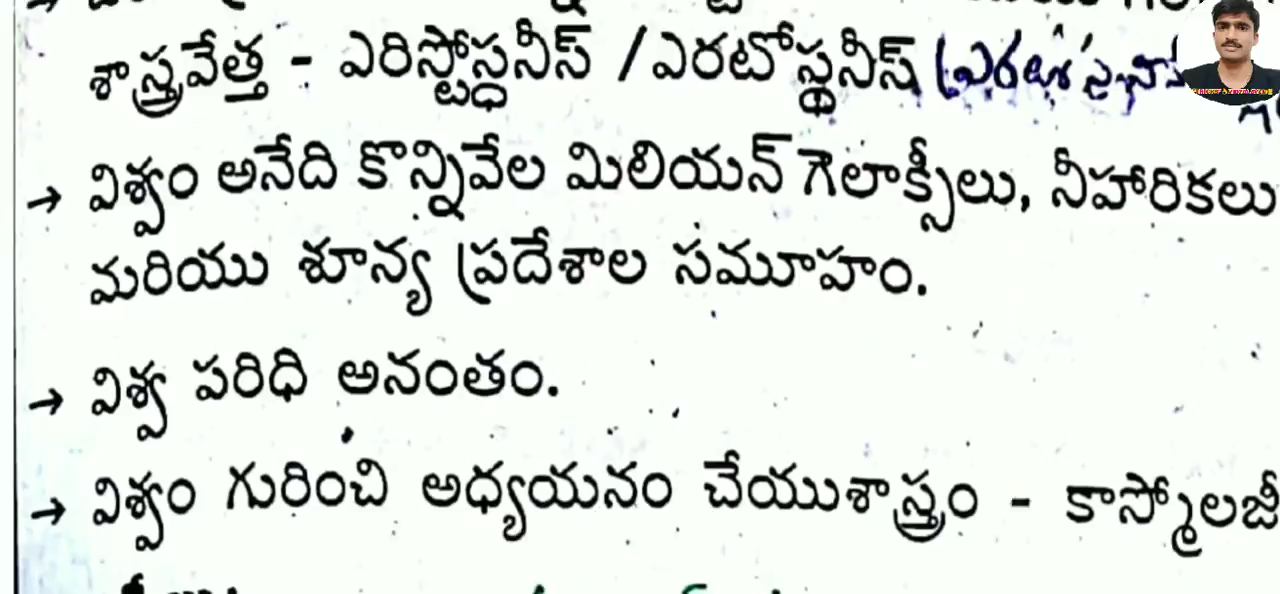 శాస్త్రవేత్త - ఎరిస్టోస్థనీస్ / ఎరటోస్థనీష్
→ విశ్వం అనేది కొన్నివేల మిలియన్ గెలాక్సీలు, నీహారికలు
మరియు శూన్య ప్రదేశాల సమూహం.
→ విశ్వ పరిధి అనంతం.
→ విశ్వం గురించి అధ్యయనం చేయుశాస్త్రం - కాస్మోలజీ